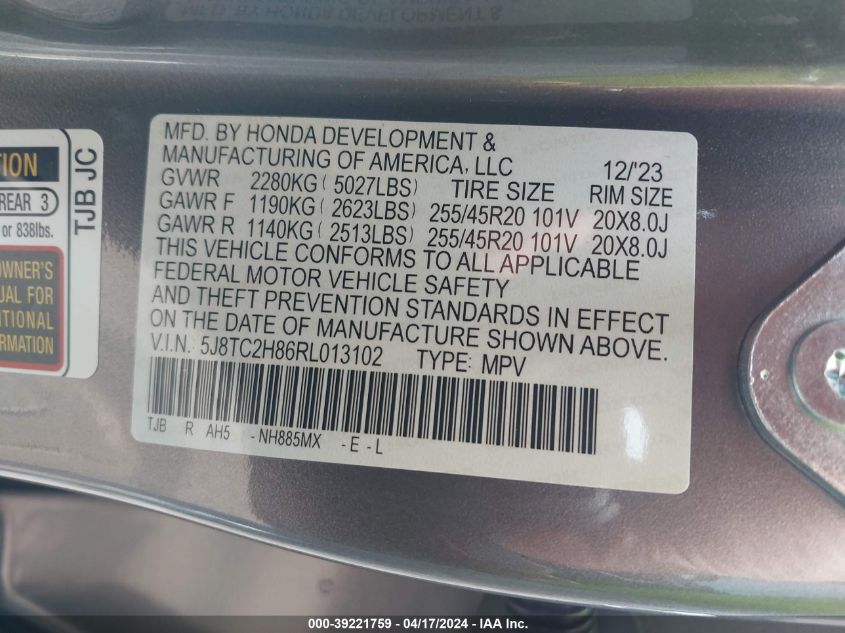 MFD. BY HONDA DEVELOPMENT &
MANUFACTURING OF AMERICA, LLC 12/'23
GVWR 2280KG ( 5027LBS) TIRE SIZE RIM SIZE
GAWR F 1190KG ( 2623LBS) 255/45R20 101V 20X8.0J
GAWR R 1140KG ( 2513LBS) 255/45R20 101V 20X8.0J
THIS VEHICLE CONFORMS TO ALL APPLICABLE
FEDERAL MOTOR VEHICLE SAFETY
AND THEFT PREVENTION STANDARDS IN EFFECT
ON THE DATE OF MANUFACTURE SHOWN ABOVE.
V.I.N. 5J8TC2H86RL013102 TYPE: MPV
TJB R AH5 -NH885MX -E -L
TION
REAR 3
or 838lbs.
OWNER'S
UAL FOR
ITIONAL
ORMATION
TJB JC
000-39221759 / 04/17/2024 - IAA Inc.